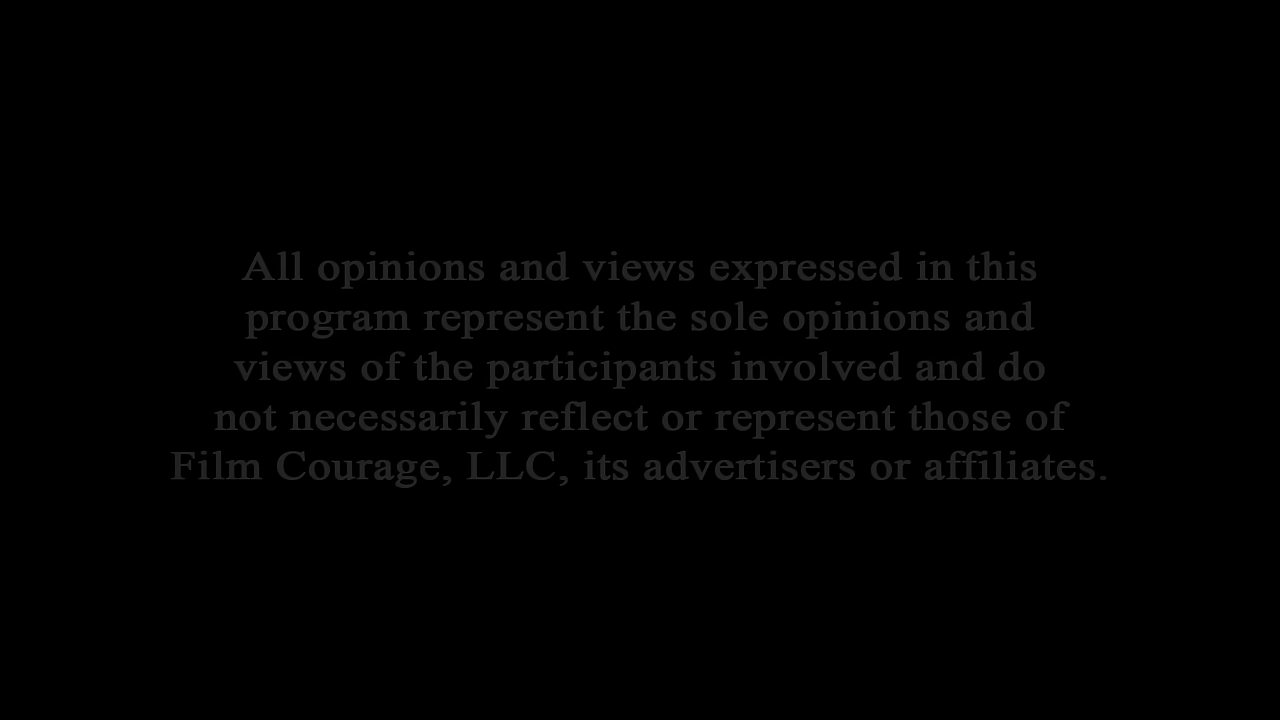 All opinions and views expressed in this
program represent the sole opinions and
views of the participants involved and do
not necessarily reflect or represent those of
Film Courage, LLC, its advertisers or affiliates.